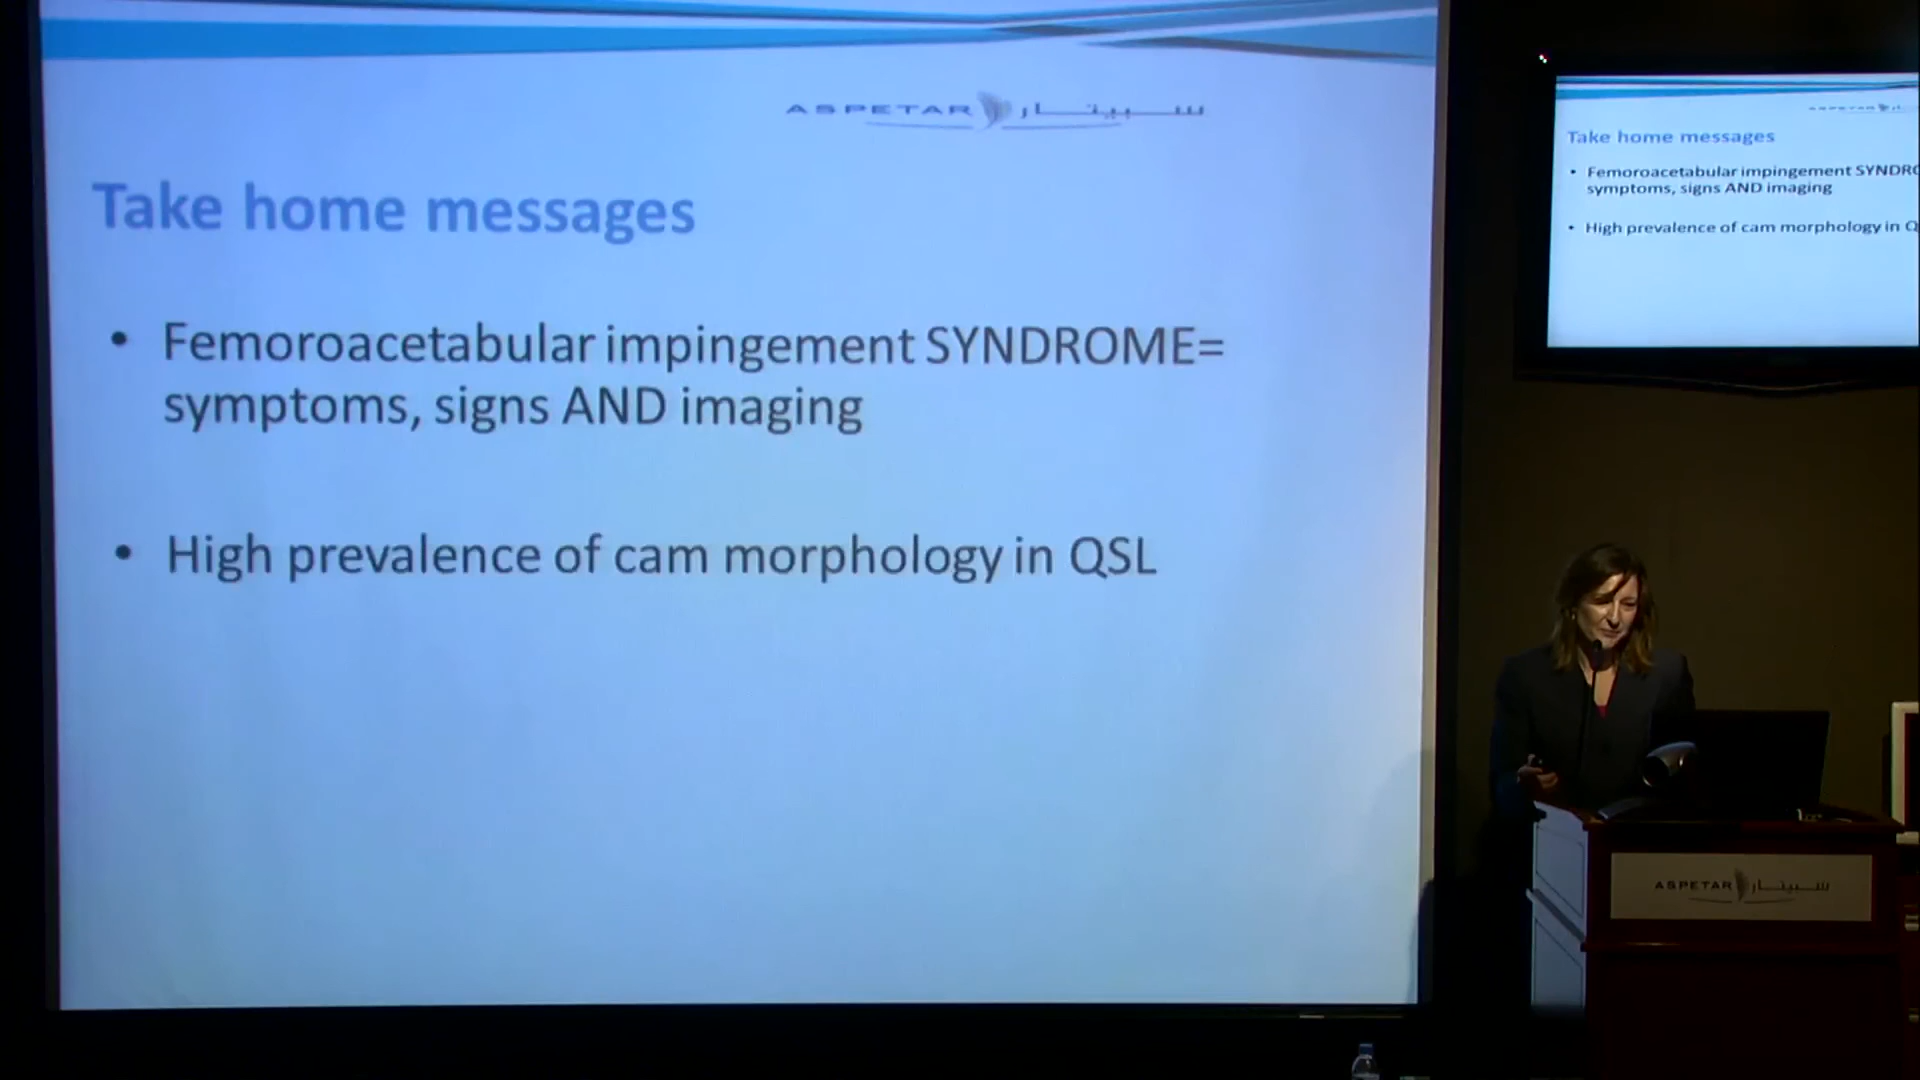 ASPETAR سبيتار
Take home messages
• Femoroacetabular impingement SYNDROME=
symptoms, signs AND imaging
• High prevalence of cam morphology in QSL
Take home messages
• Femoroacetabular impingement SYNDRO
symptoms, signs AND imaging
• High prevalence of cam morphology in Q
ASPETAR سبيتار